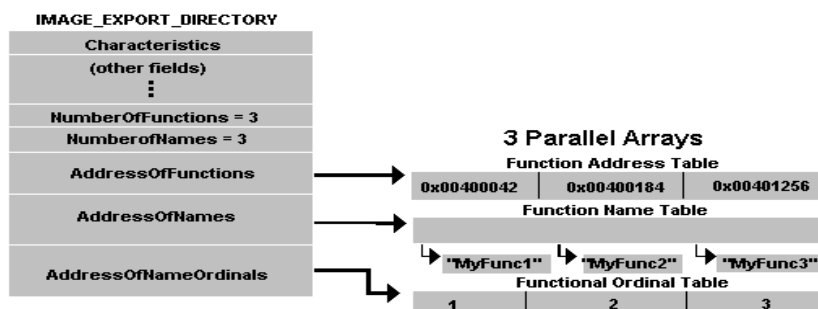 IMAGE_EXPORT_DIRECTORY
Characteristics
(other fields)
NumberOfFunctions = 3
NumberofNames = 3
AddressOfFunctions
AddressOfNames
AddressOfNameOrdinals
3 Parallel Arrays
Function Address Table
0x00400042 0x00400184 0x00401256
Function Name Table
"MyFunc1" "MyFunc2" "MyFunc3"
Functional Ordinal Table
1 2 3